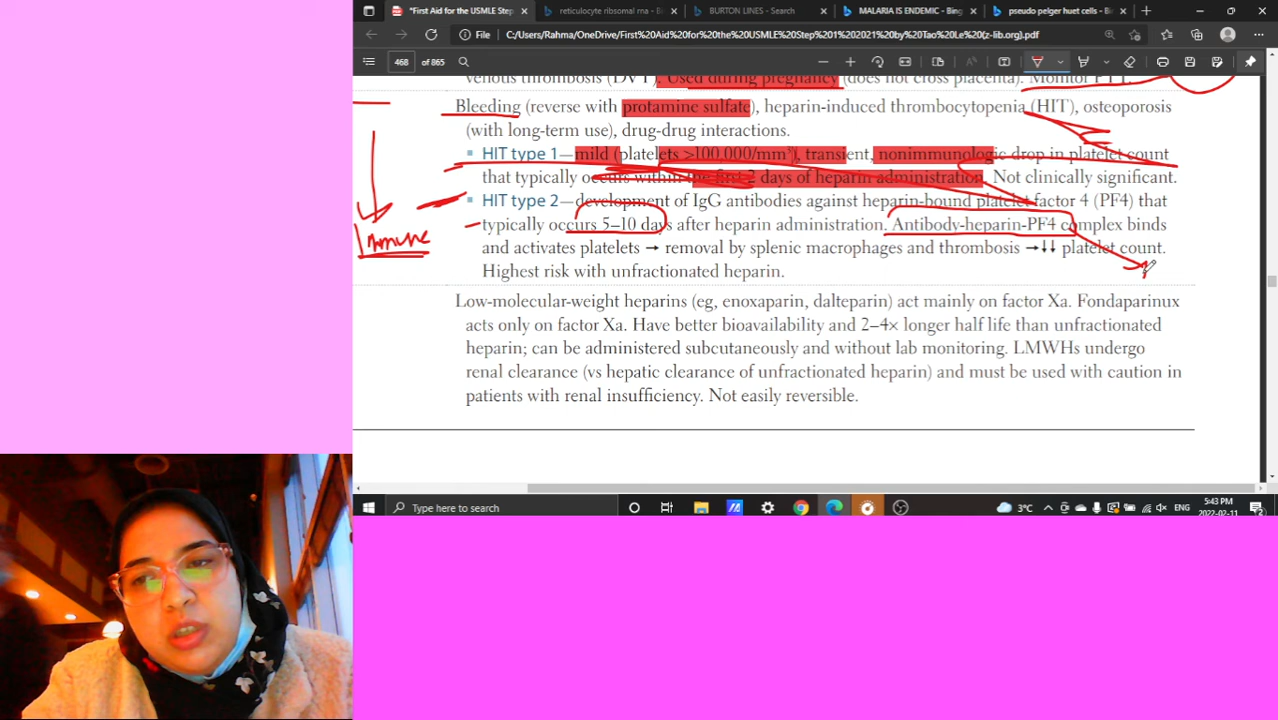 "First Aid for the USMLE Step
reticulocyte ribsomal rna - Bi
BURTON LINES - Search
MALARIA IS ENDEMIC - Bing
pseudo pelger huet cells - Bi
File
C:/Users/Rahma/OneDrive/First%20Aid%20for%20the%20USMLE%20Step%201%202021%20by%20Tao%20Le%20(z-lib.org).pdf
468 of 865
venous thrombosis (DVT). Used during pregnancy (does not cross placenta). Monitor PTT.
Bleeding (reverse with protamine sulfate), heparin-induced thrombocytopenia (HIT), osteoporosis
(with long-term use), drug-drug interactions.
HIT type 1—mild (platelets >100 000/mm³), transient, nonimmunologic drop in platelet count
that typically occurs within the first 2 days of heparin administration. Not clinically significant.
HIT type 2—development of IgG antibodies against heparin-bound platelet factor 4 (PF4) that
typically occurs 5–10 days after heparin administration. Antibody-heparin-PF4 complex binds
Immune
and activates platelets → removal by splenic macrophages and thrombosis → ↓↓ platelet count.
Highest risk with unfractionated heparin.
Low-molecular-weight heparins (eg, enoxaparin, dalteparin) act mainly on factor Xa. Fondaparinux
acts only on factor Xa. Have better bioavailability and 2–4× longer half life than unfractionated
heparin; can be administered subcutaneously and without lab monitoring. LMWHs undergo
renal clearance (vs hepatic clearance of unfractionated heparin) and must be used with caution in
patients with renal insufficiency. Not easily reversible.
Type here to search
3°C
ENG
5:43 PM
2022-02-11